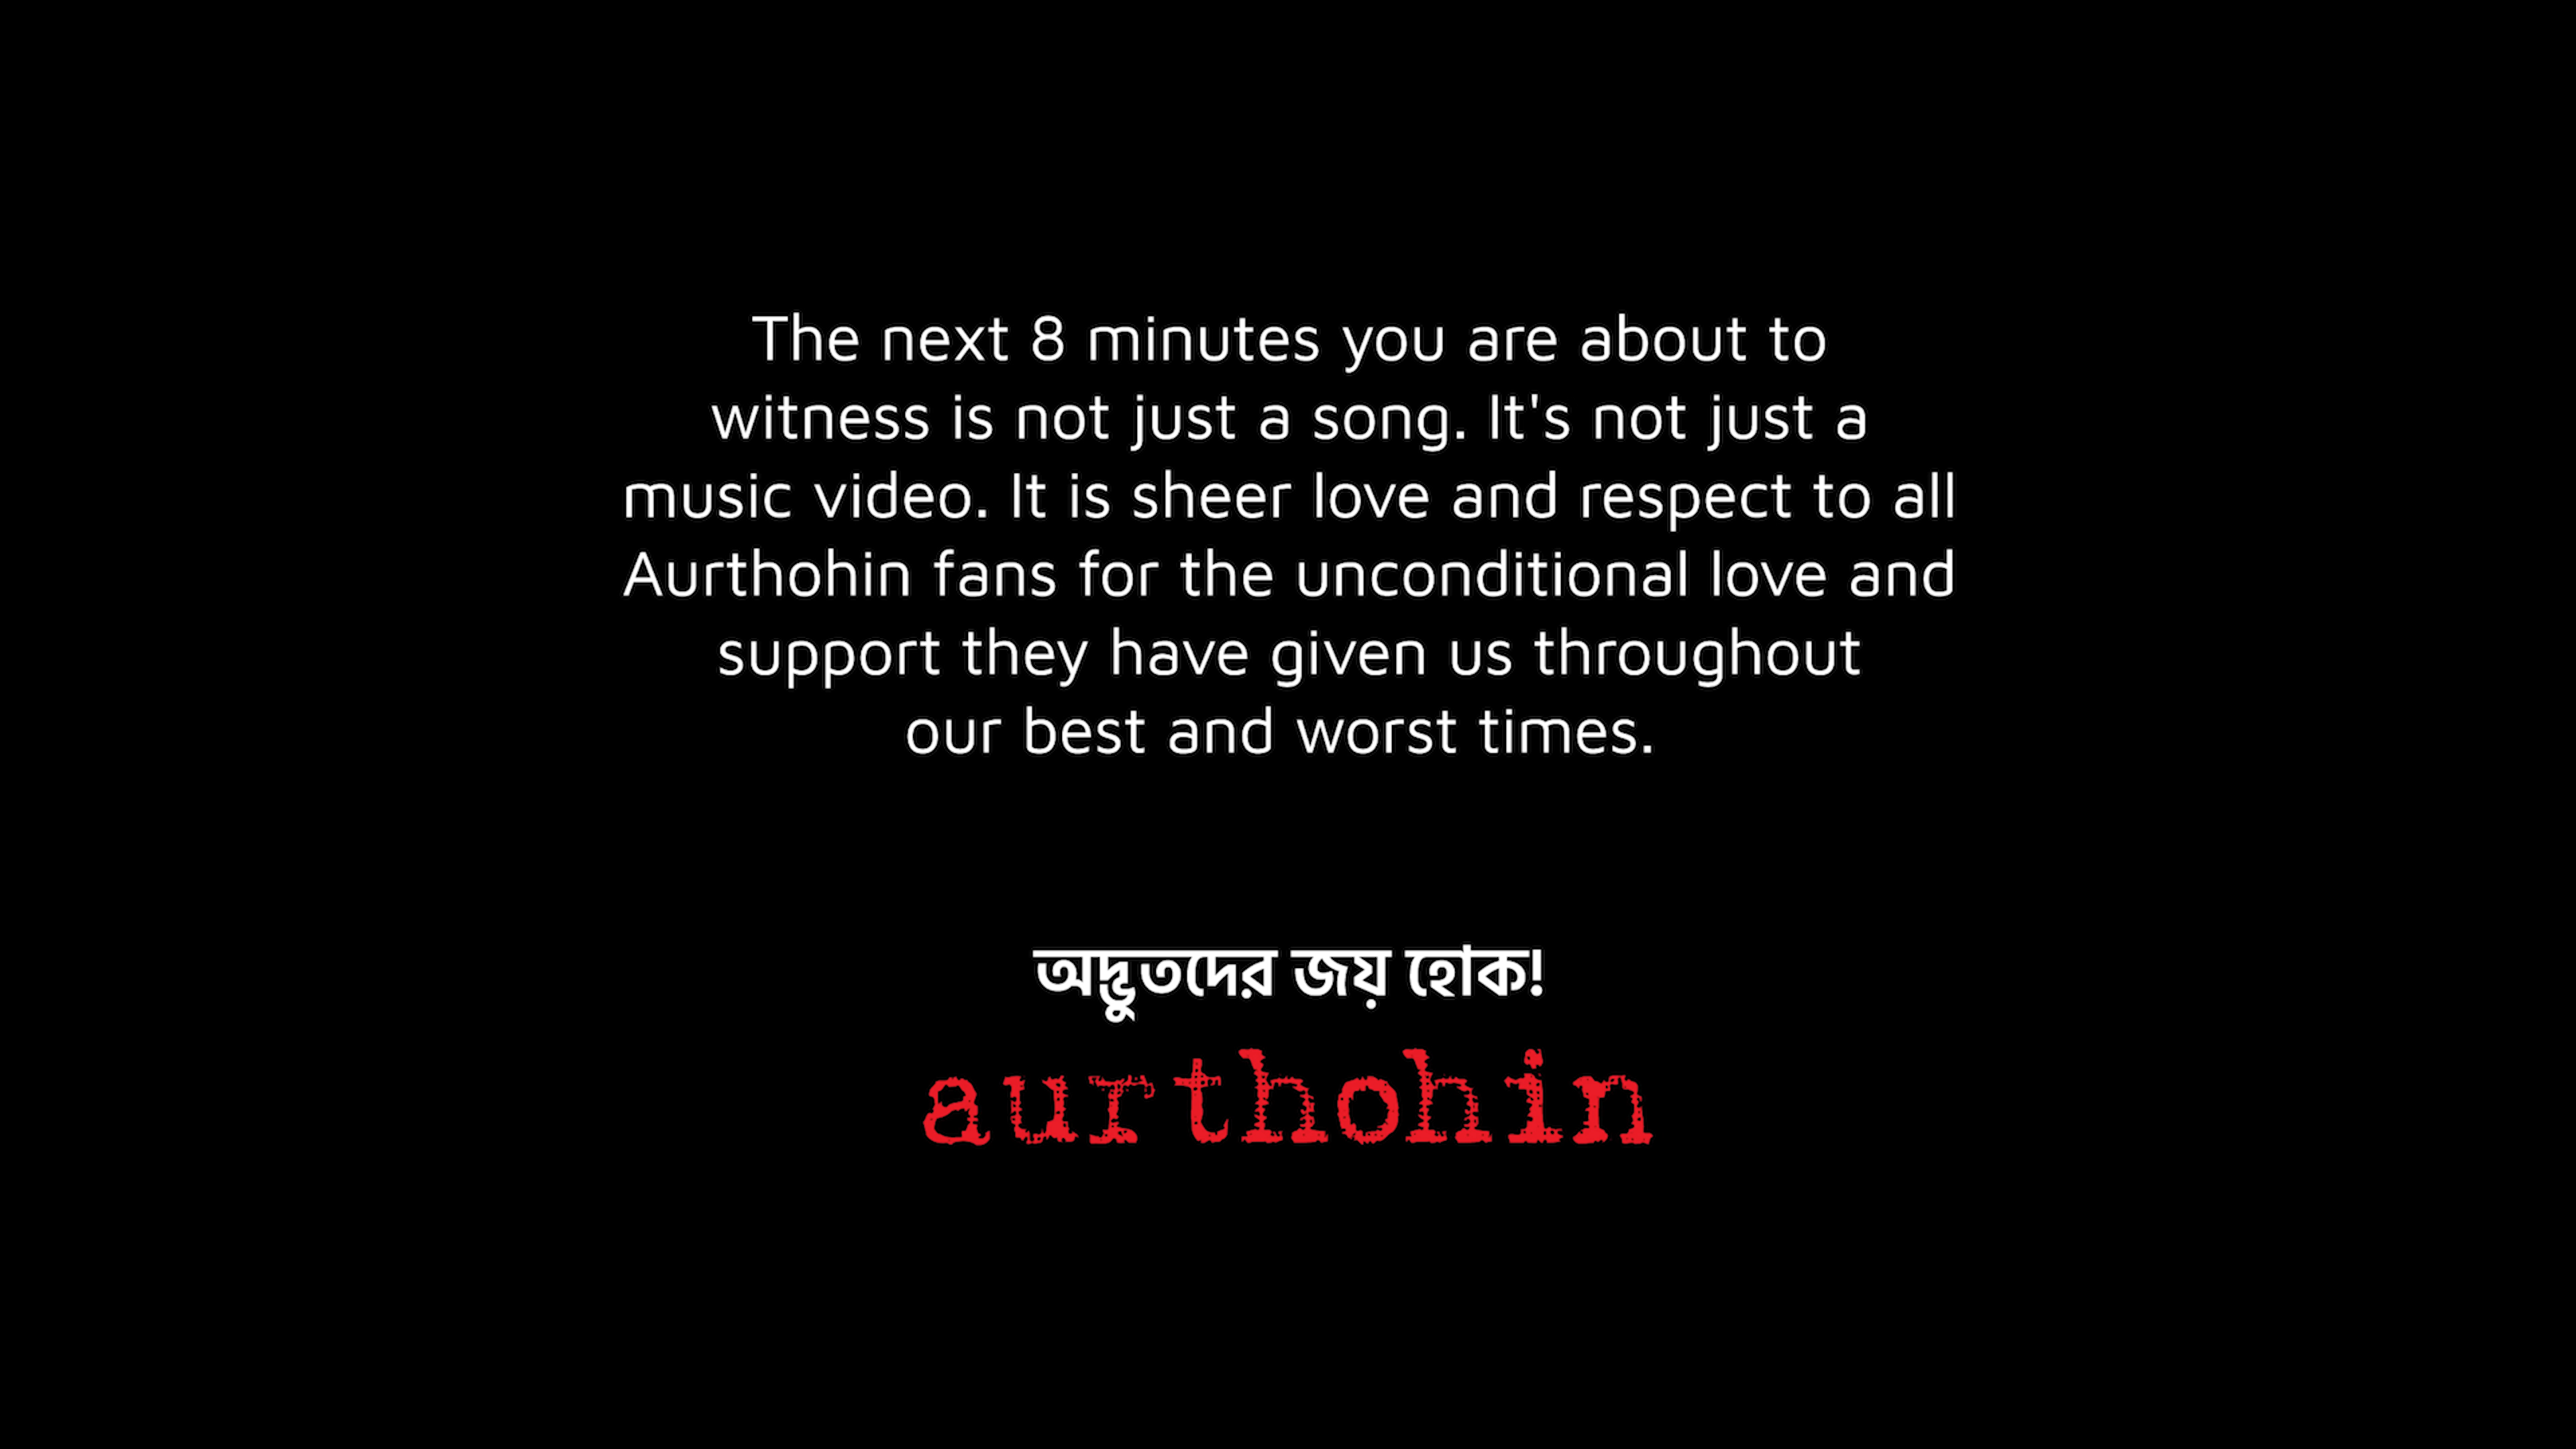 The next 8 minutes you are about to
witness is not just a song. It's not just a
music video. It is sheer love and respect to all
Aurthohin fans for the unconditional love and
support they have given us throughout
our best and worst times.
অদ্ভুতদের জয় হোক!
aurthohin